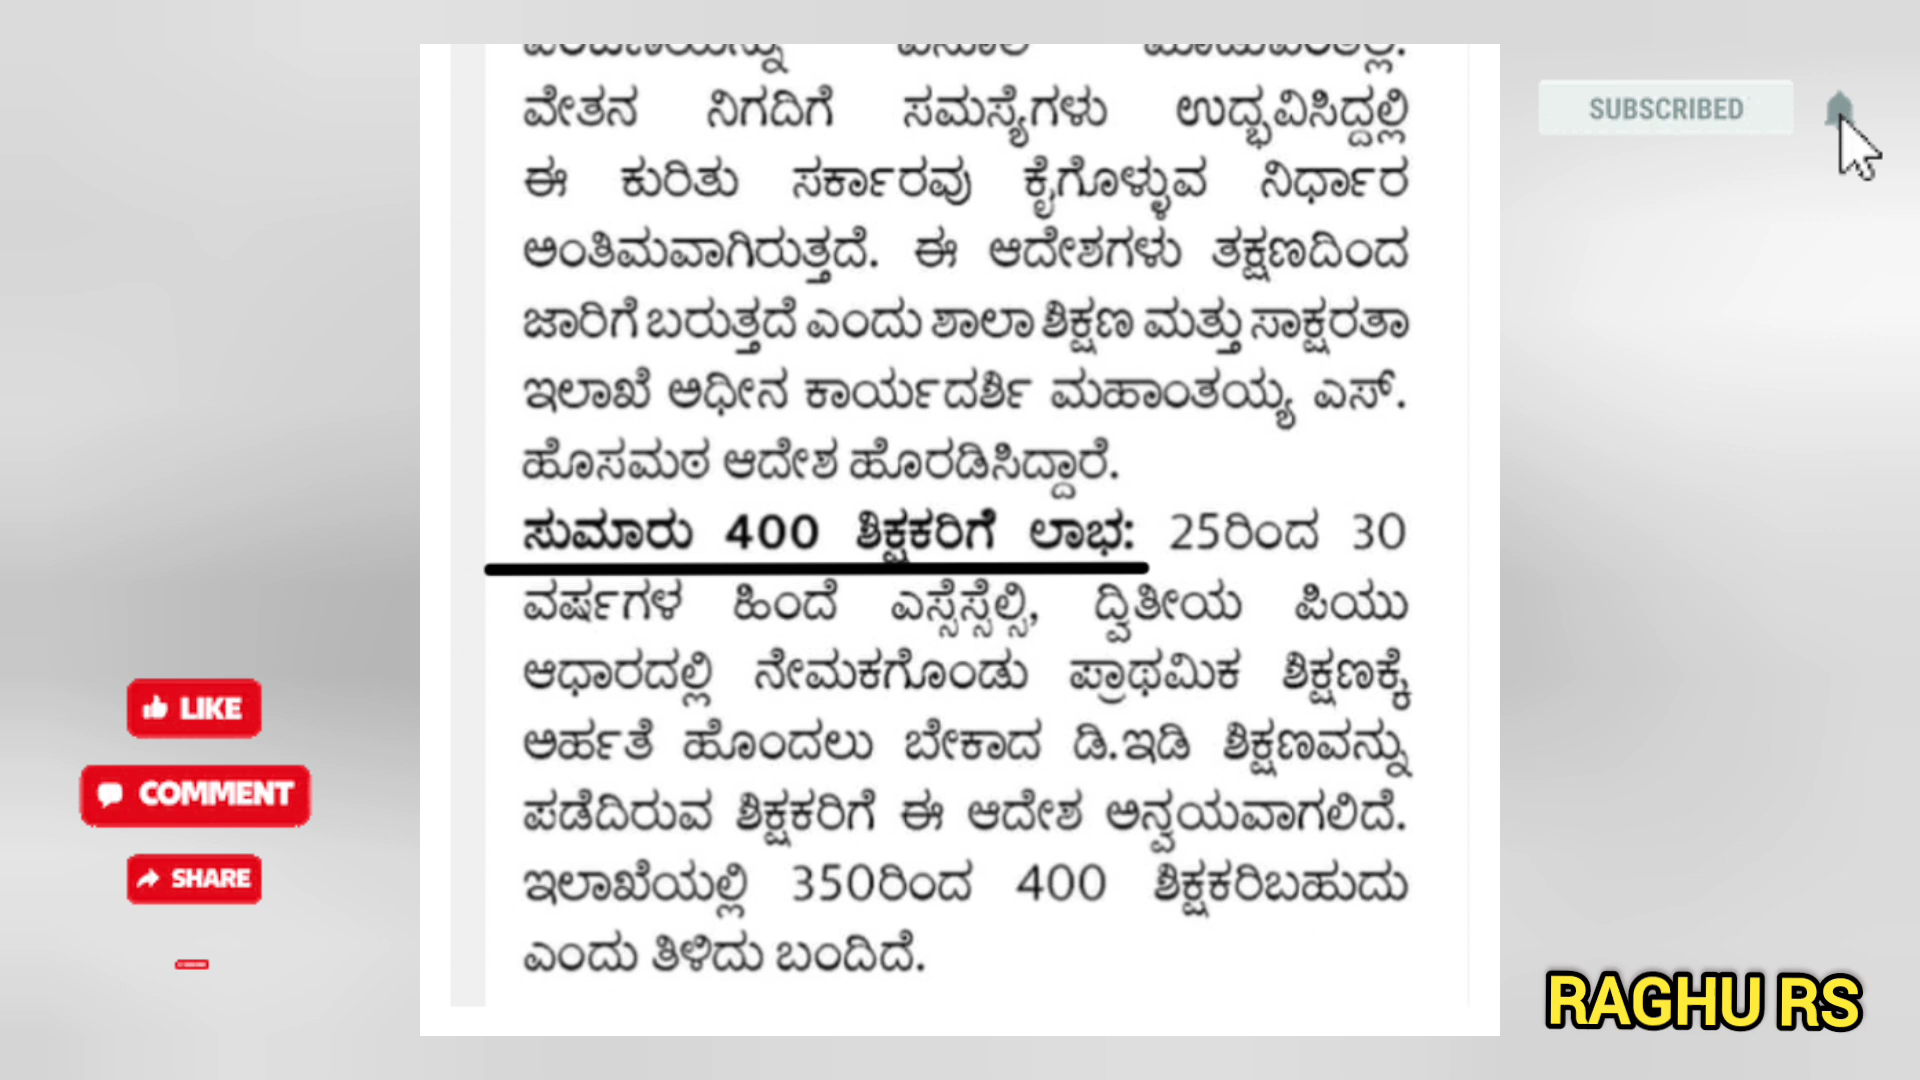 ವೇತನ ನಿಗದಿಗೆ ಸಮಸ್ಯೆಗಳು ಉದ್ಭವಿಸಿದ್ದಲ್ಲಿ
ಈ ಕುರಿತು ಸರ್ಕಾರವು ಕೈಗೊಳ್ಳುವ ನಿರ್ಧಾರ
ಅಂತಿಮವಾಗಿರುತ್ತದೆ. ಈ ಆದೇಶಗಳು ತಕ್ಷಣದಿಂದ
ಜಾರಿಗೆ ಬರುತ್ತದೆ ಎಂದು ಶಾಲಾ ಶಿಕ್ಷಣ ಮತ್ತು ಸಾಕ್ಷರತಾ
ಇಲಾಖೆ ಅಧೀನ ಕಾರ್ಯದರ್ಶಿ ಮಹಾಂತಯ್ಯ ಎಸ್.
ಹೊಸಮಠ ಆದೇಶ ಹೊರಡಿಸಿದ್ದಾರೆ.
ಸುಮಾರು 400 ಶಿಕ್ಷಕರಿಗೆ ಲಾಭ: 25ರಿಂದ 30
ವರ್ಷಗಳ ಹಿಂದೆ ಎಸ್ಸೆಸ್ಸೆಲ್ಸಿ, ದ್ವಿತೀಯ ಪಿಯು
ಆಧಾರದಲ್ಲಿ ನೇಮಕಗೊಂಡು ಪ್ರಾಥಮಿಕ ಶಿಕ್ಷಣಕ್ಕೆ
ಅರ್ಹತೆ ಹೊಂದಲು ಬೇಕಾದ ಡಿ.ಇಡಿ ಶಿಕ್ಷಣವನ್ನು
ಪಡೆದಿರುವ ಶಿಕ್ಷಕರಿಗೆ ಈ ಆದೇಶ ಅನ್ವಯವಾಗಲಿದೆ.
ಇಲಾಖೆಯಲ್ಲಿ 350ರಿಂದ 400 ಶಿಕ್ಷಕರಿಬಹುದು
ಎಂದು ತಿಳಿದು ಬಂದಿದೆ.
SUBSCRIBED
LIKE
COMMENT
SHARE
RAGHU RS